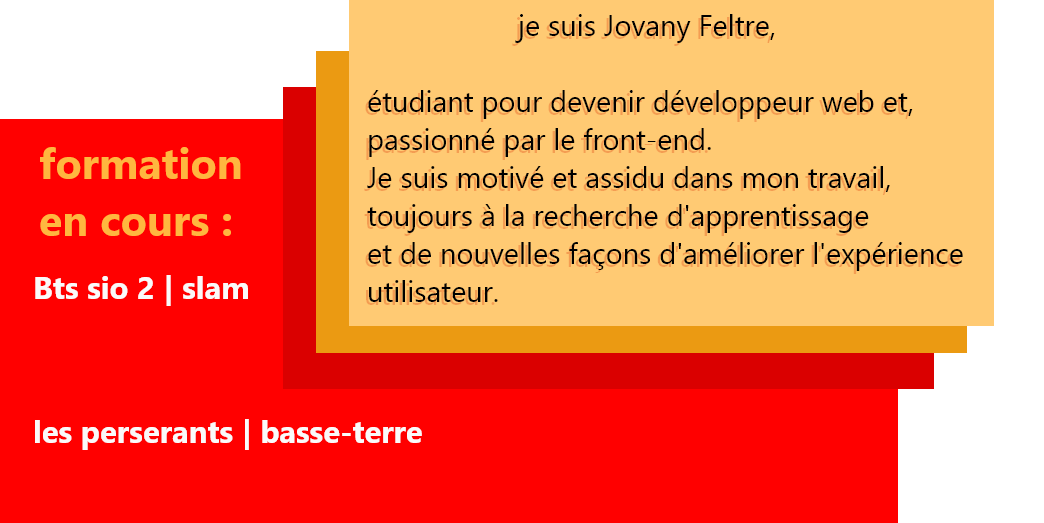 je suis Jovany Feltre,
étudiant pour devenir développeur web et,
passionné par le front-end.
Je suis motivé et assidu dans mon travail,
toujours à la recherche d'apprentissage
et de nouvelles façons d'améliorer l'expérience
utilisateur.
formation
en cours :
Bts sio 2 | slam
les perserants | basse-terre